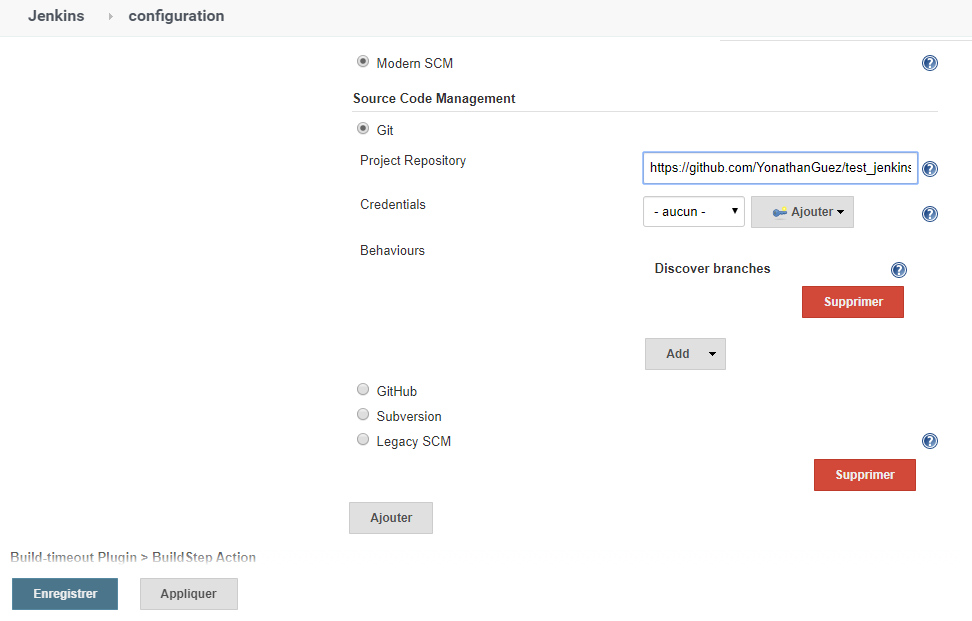 Jenkins configuration
Modern SCM
Source Code Management
Git
Project Repository https://github.com/YonathanGuez/test_jenkins
Credentials - aucun - Ajouter
Behaviours
Discover branches
Supprimer
Add
GitHub
Subversion
Legacy SCM
Supprimer
Ajouter
Build-timeout Plugin > BuildStep Action
Enregistrer Appliquer